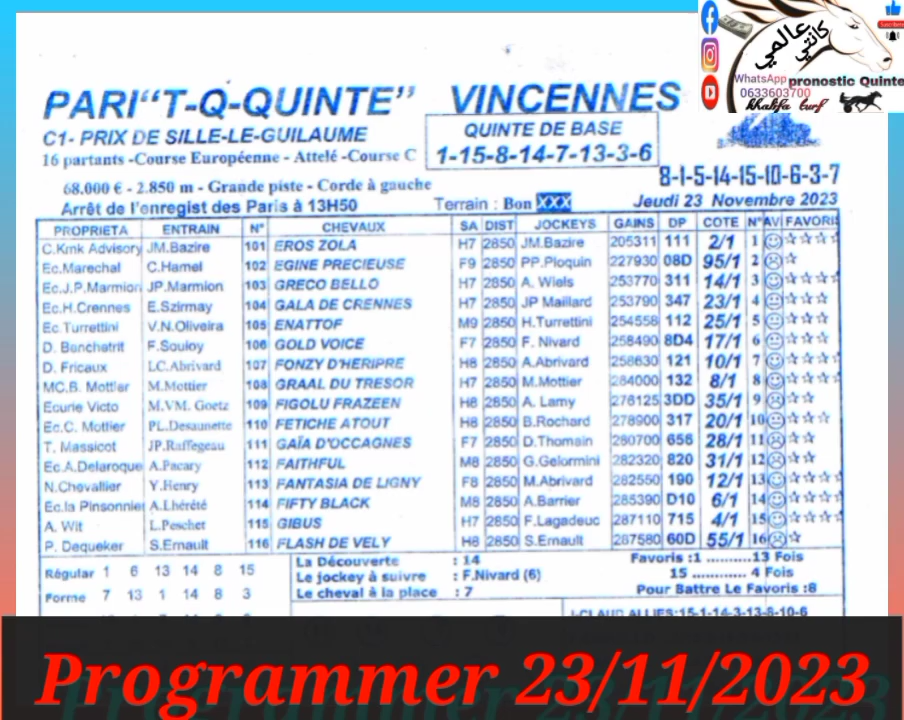 كانتي عالمي
WhatsApp pronostic Quinte
0633603700
khalifa turf
PARI“T-Q-QUINTE” VINCENNES
C1- PRIX DE SILLE-LE-GUILAUME
QUINTE DE BASE
16 partants -Course Européenne - Attelé -Course C
1-15-8-14-7-13-3-6
68.000 € - 2.850 m - Grande piste - Corde à gauche
8-1-5-14-15-10-6-3-7
Arrêt de l'enregist des Paris à 13H50 Terrain : Bon XXX Jeudi 23 Novembre 2023
PROPRIETA ENTRAIN N° CHEVAUX SA DIST JOCKEYS GAINS DP COTE N° AVI FAVORIS
C.Kmk Advisory JM.Bazire 101 EROS ZOLA H7 2850 JM.Bazire 205311 111 2/1 1 ☆☆☆☆
Ec.Marechal C.Hamel 102 EGINE PRECIEUSE F9 2850 PP.Ploquin 227930 08D 95/1 2 ☆
Ec.J.P.Marmion JP.Marmion 103 GRECO BELLO H7 2850 A. Wiels 253770 311 14/1 3 ☆☆☆☆
Ec.H.Crennes E.Szirmay 104 GALA DE CRENNES H7 2850 JP Maillard 253790 347 23/1 4 ☆☆☆
Ec.Turrettini V.N.Oliveira 105 ENATTOF M9 2850 H.Turrettini 254558 112 25/1 5 ☆☆☆
D. Benchetrit F.Souloy 106 GOLD VOICE F7 2850 F. Nivard 258490 8D4 17/1 6 ☆☆☆
D. Fricaux LC.Abrivard 107 FONZY D'HERIPRE H8 2850 A.Abrivard 258630 121 10/1 7 ☆☆☆☆
MC.B. Mottier M.Mottier 108 GRAAL DU TRESOR H7 2850 M.Mottier 264000 132 8/1 8 ☆☆☆☆
Ecurie Victo M.VM. Goetz 109 FIGOLU FRAZEEN H8 2850 A. Lamy 276125 3DD 35/1 9 ☆☆
Ec.C. Mottier PL.Desaunette 110 FETICHE ATOUT H8 2850 B.Rochard 278900 317 20/1 10 ☆☆☆
T. Massicot JP.Raffegeau 111 GAÏA D'OCCAGNES F7 2850 D.Thomain 280700 656 28/1 11 ☆☆
Ec.A.Delaroque A.Pacary 112 FAITHFUL M8 2850 G.Gelormini 282320 820 31/1 12 ☆☆
N.Chevallier Y.Henry 113 FANTASIA DE LIGNY F8 2850 M.Abrivard 282550 190 12/1 13 ☆☆☆☆
Ec.la Pinsonnier A.Lhérété 114 FIFTY BLACK M8 2850 A.Barrier 285390 D10 6/1 14 ☆☆☆☆
A. Wit L.Peschet 115 GIBUS H7 2850 F.Lagadeuc 287110 715 4/1 15 ☆☆☆☆
P. Dequeker S.Ernault 116 FLASH DE VELY H8 2850 S.Ernault 287580 60D 55/1 16 ☆
Régular 1 6 13 14 8 15
Forme 7 13 1 14 8 3
La Découverte : 14
Le jockey à suivre : F.Nivard (6)
Le cheval à la place : 7
Favoris :1 ..........13 Fois
15 ............ 4 Fois
Pour Battre Le Favoris :8
J-CLAUD ALLIES:15-1-14-3-13-8-10-6
Programmer 23/11/2023